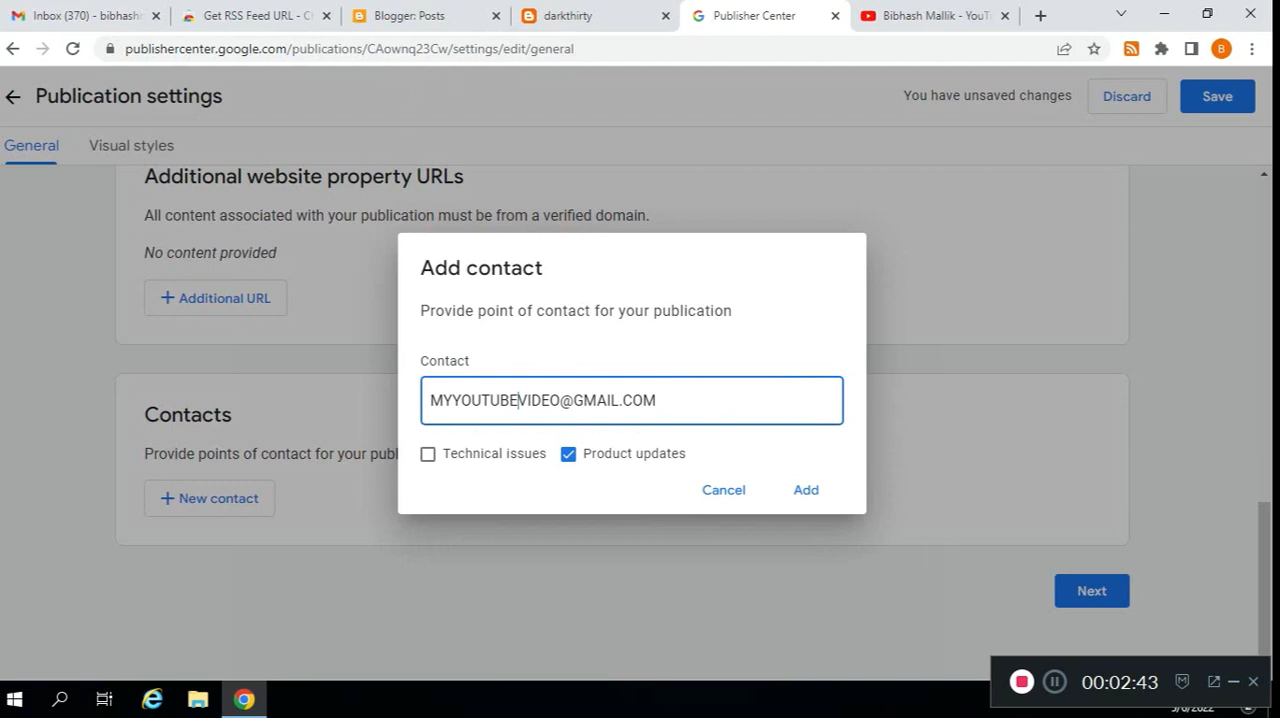 Inbox (370) - bibhashm
Get RSS Feed URL - Ch
Blogger: Posts
darkthirty
Publisher Center
Bibhash Mallik - YouTu
publishercenter.google.com/publications/CAownq23Cw/settings/edit/general
B
Publication settings
You have unsaved changes
Discard
Save
General
Visual styles
Additional website property URLs
All content associated with your publication must be from a verified domain.
No content provided
+ Additional URL
Contacts
Provide points of contact for your publ
+ New contact
Add contact
Provide point of contact for your publication
Contact
MYYOUTUBEVIDEO@GMAIL.COM
Technical issues
Product updates
Cancel
Add
Next
00:02:43